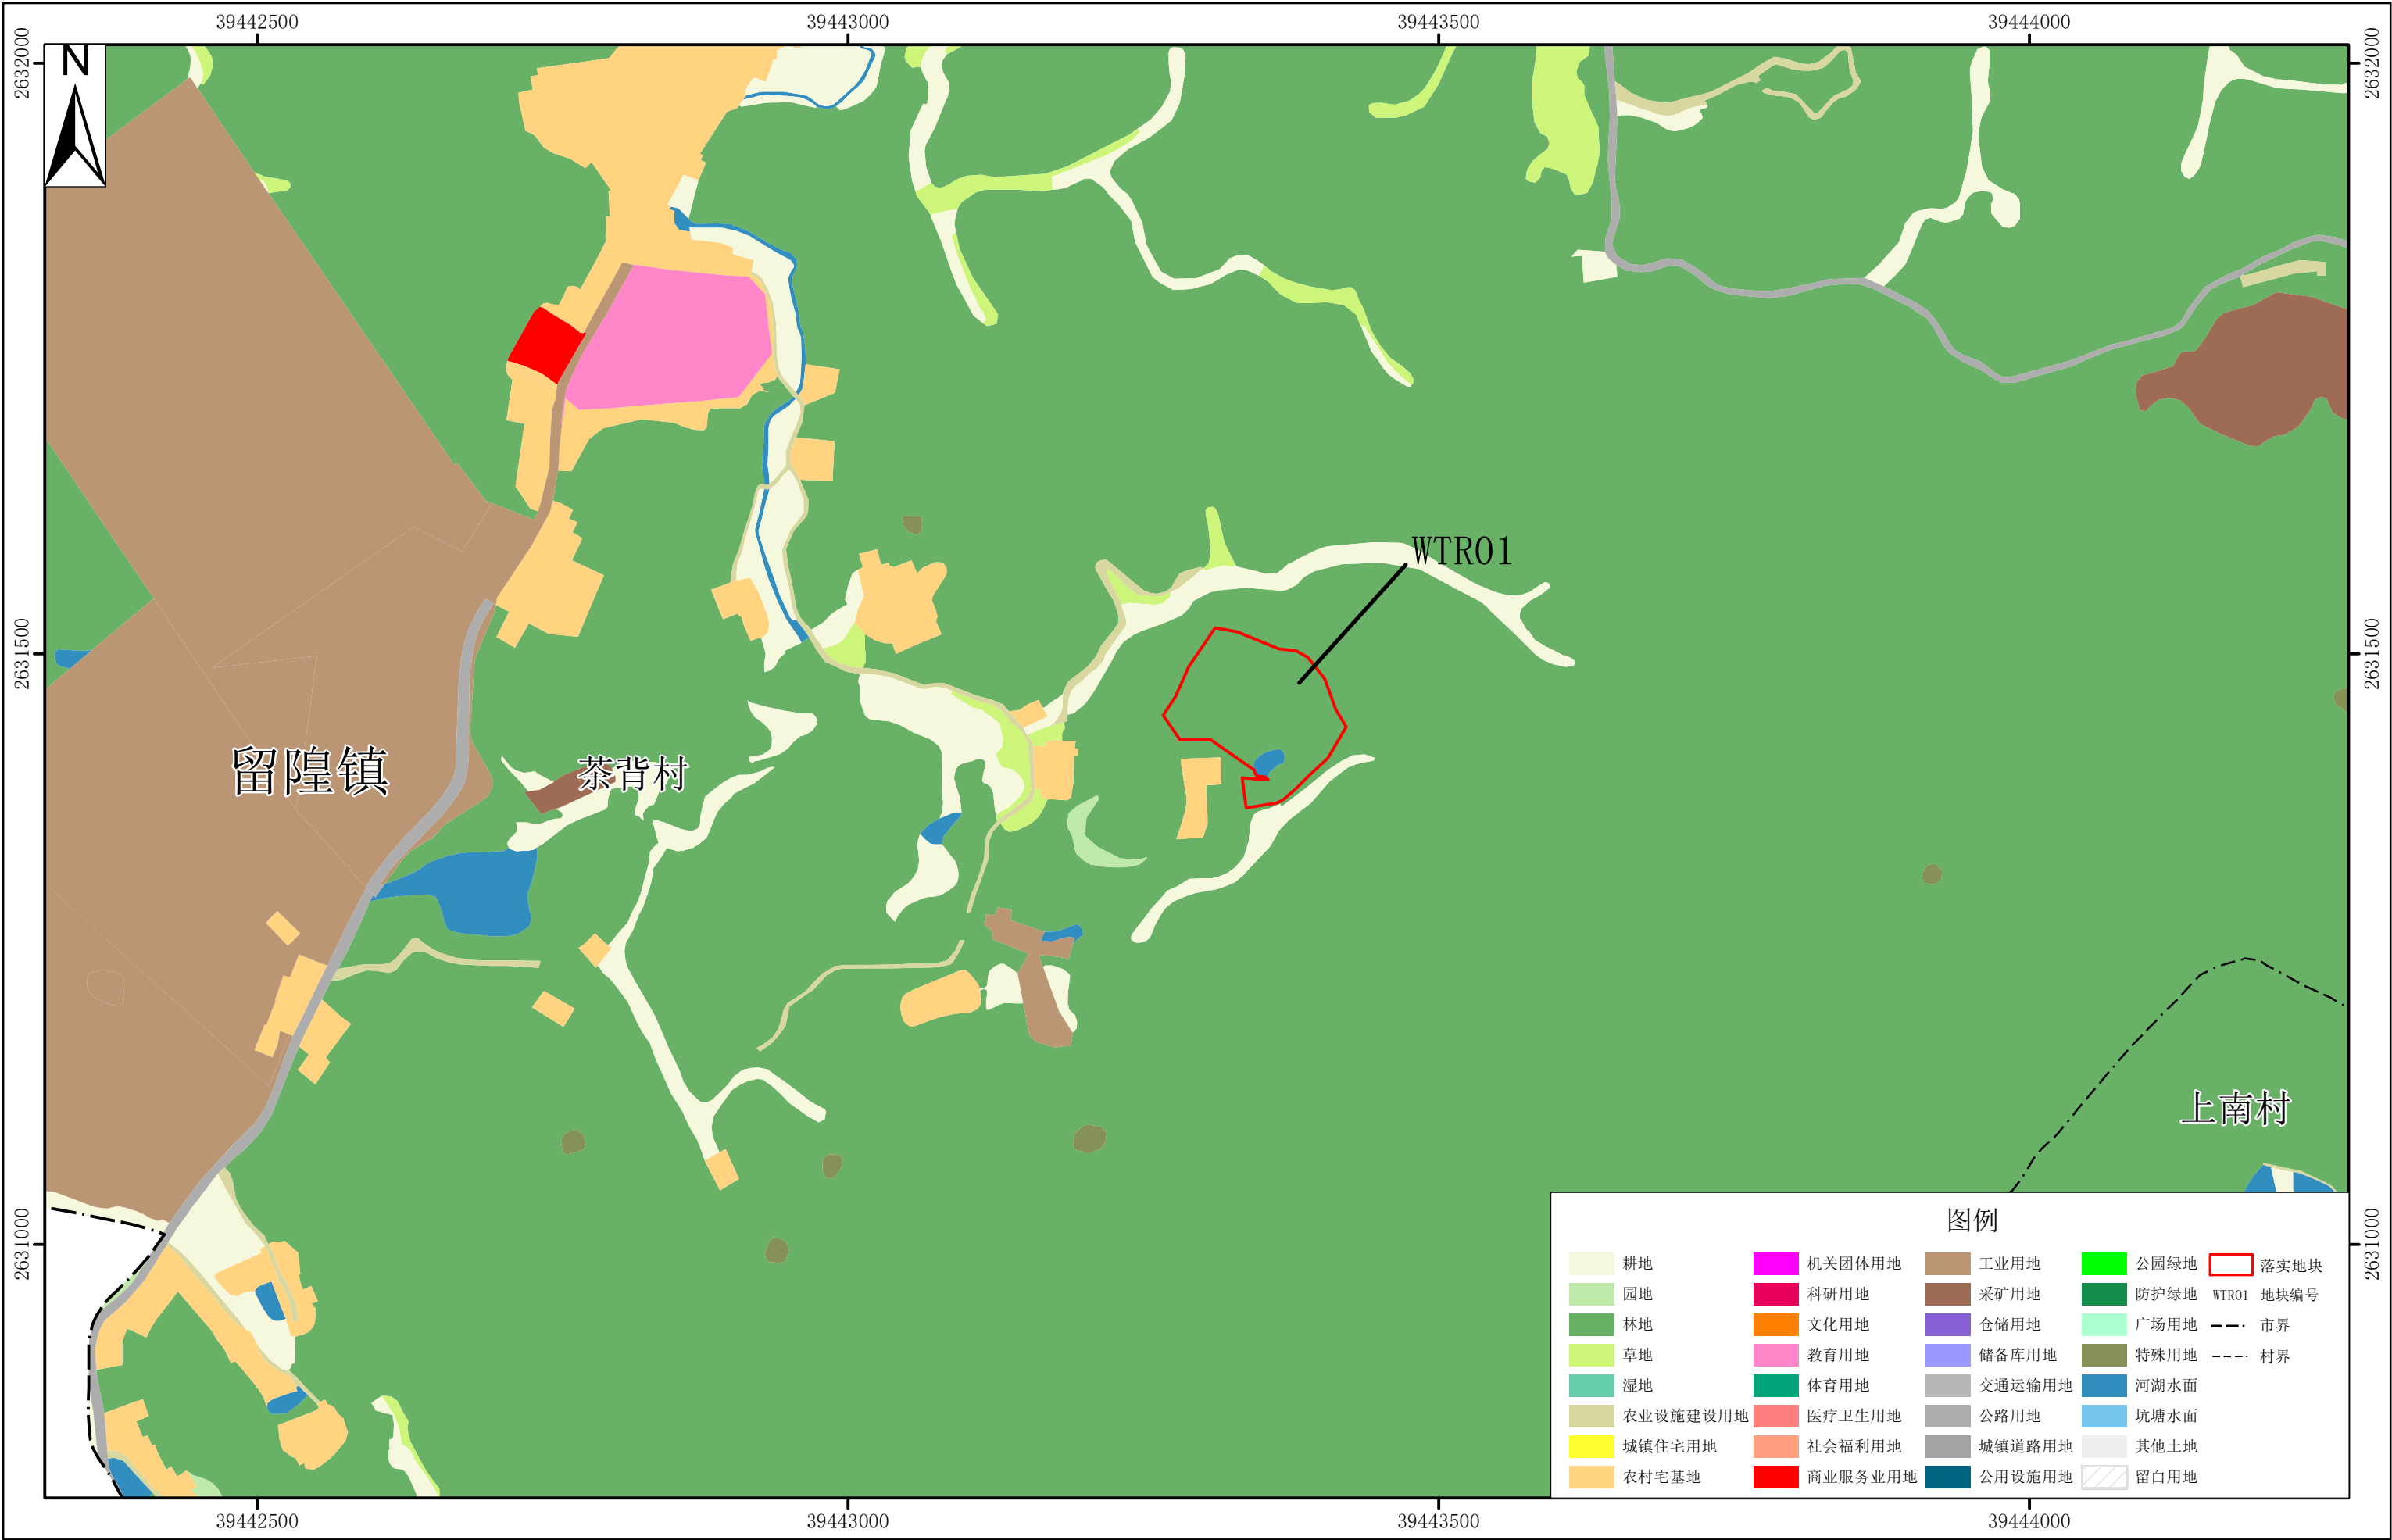 39442500 39443000 39443500 39444000
2632000 2632000
N
WTR01
2631500 2631500
留隍镇
茶背村
上南村
2631000 2631000
图例
耕地 机关团体用地 工业用地 公园绿地 落实地块
园地 科研用地 采矿用地 防护绿地 WTR01 地块编号
林地 文化用地 仓储用地 广场用地 市界
草地 教育用地 储备库用地 特殊用地 村界
湿地 体育用地 交通运输用地 河湖水面
农业设施建设用地 医疗卫生用地 公路用地 坑塘水面
城镇住宅用地 社会福利用地 城镇道路用地 其他土地
农村宅基地 商业服务业用地 公用设施用地 留白用地
39442500 39443000 39443500 39444000